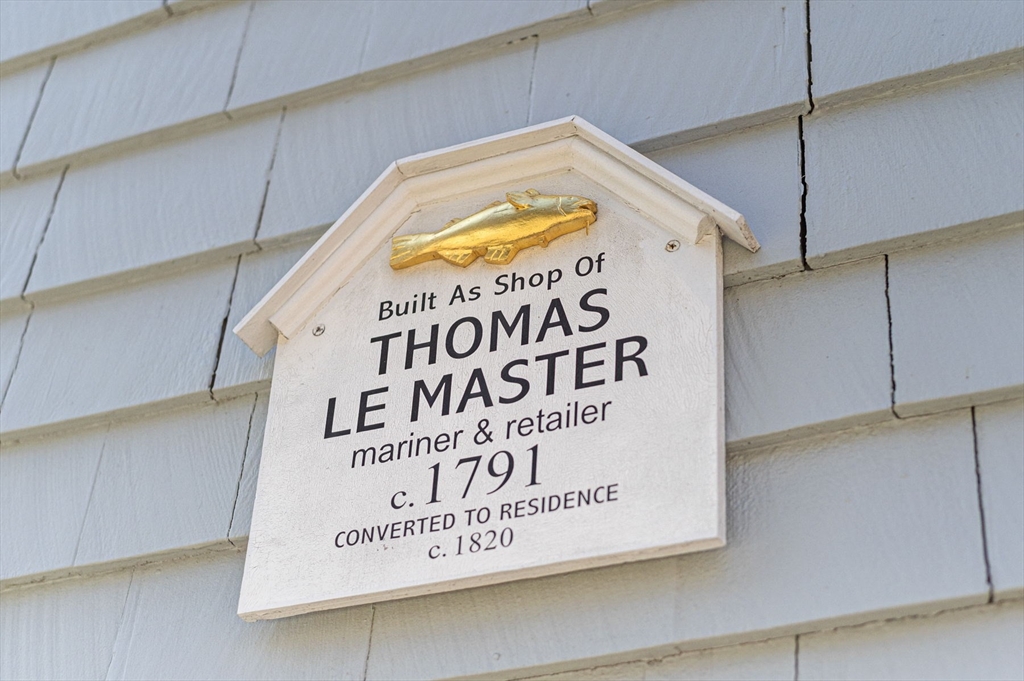 Built As Shop Of
THOMAS
LE MASTER
mariner & retailer
c. 1791
CONVERTED TO RESIDENCE
c. 1820